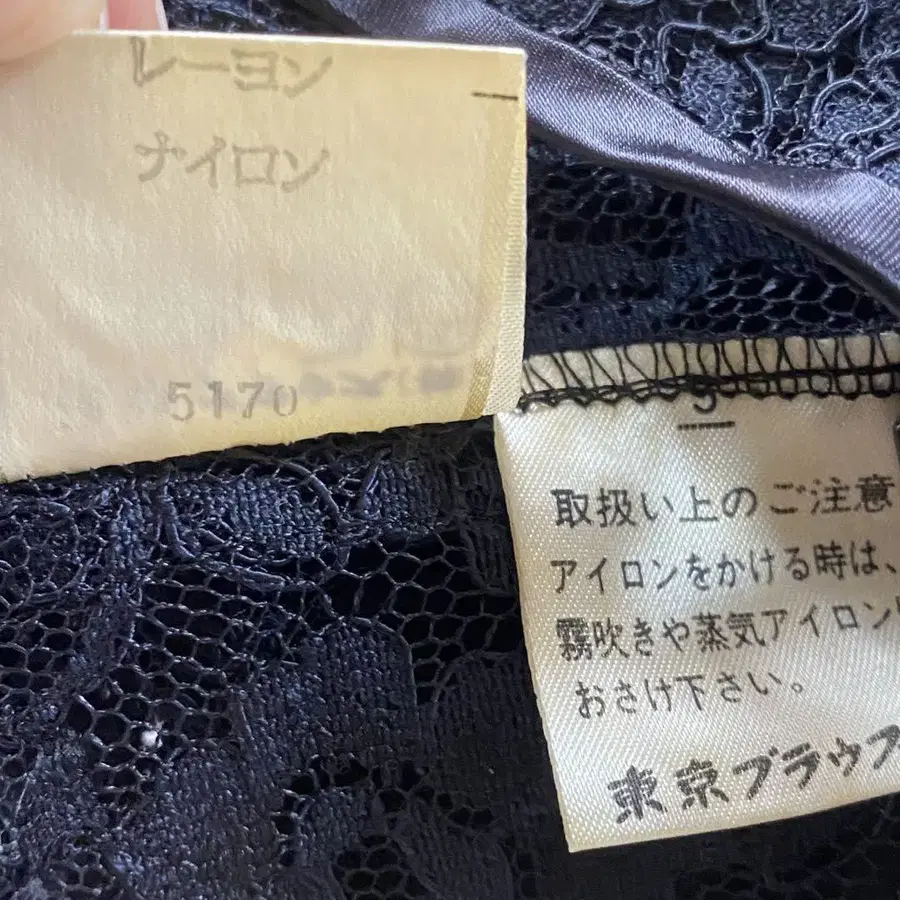 レーヨン
ナイロン
5170
5
取扱い上のご注意
アイロンをかける時は、
霧吹きや蒸気アイロン
おさけ下さい。
東京ブラウス